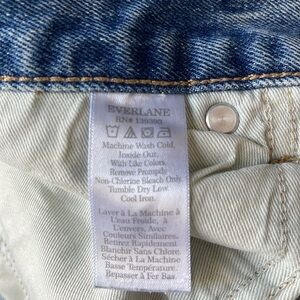 EVERLANE
RN# 139390
Machine Wash Cold,
Inside Out,
With Like Colors.
Remove Promptly
Non-Chlorine Bleach Only
Tumble Dry Low.
Cool Iron.
Laver à La Machine à
L'eau Froide, à
L'envers, Avec
Couleurs Similaires.
Retirez Rapidement
Blanchir Sans Chlore.
Sécher à La Machine
Basse Température.
Repasser à Fer Bas.